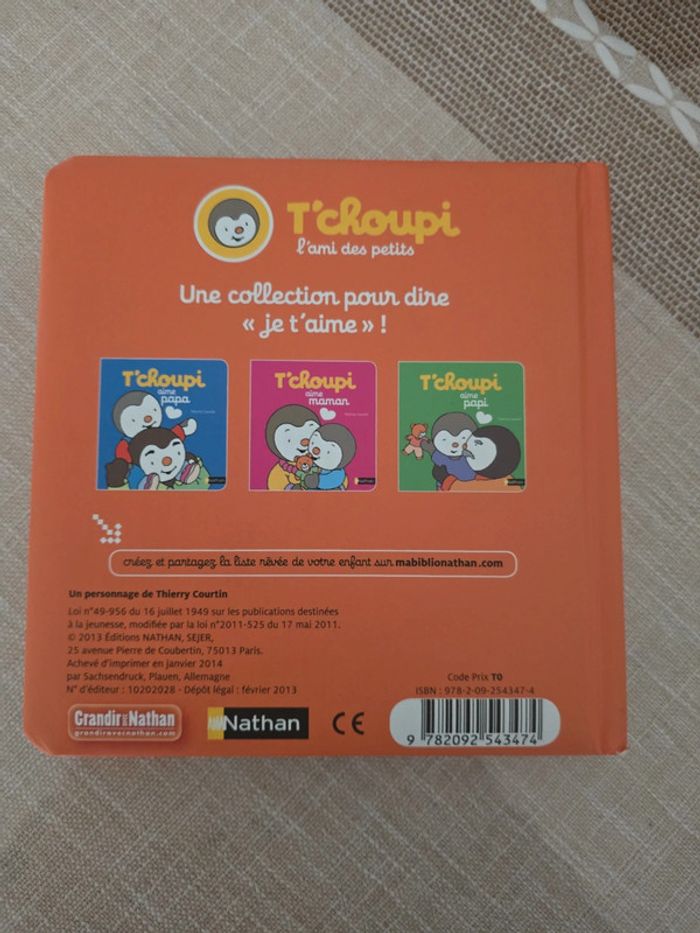 T'choupi
l'ami des petits
Une collection pour dire
« je t'aime » !
T'choupi
aime
papa
Nathan
T'choupi
aime
maman
Nathan
T'choupi
aime
papi
Nathan
créez et partagez la liste rêvée de votre enfant sur mabiblionathan.com
Un personnage de Thierry Courtin
Loi n°49-956 du 16 juillet 1949 sur les publications destinées
à la jeunesse, modifiée par la loi n°2011-525 du 17 mai 2011.
© 2013 Éditions NATHAN, SEJER,
25 avenue Pierre de Coubertin, 75013 Paris.
Achevé d'imprimer en janvier 2014
par Sachsendruck, Plauen, Allemagne
N° d'éditeur : 10202028 - Dépôt légal : février 2013
Code Prix T0
ISBN : 978-2-09-254347-4
Grandir avec Nathan
grandiravecnathan.com
Nathan
CE
9 782092 543474